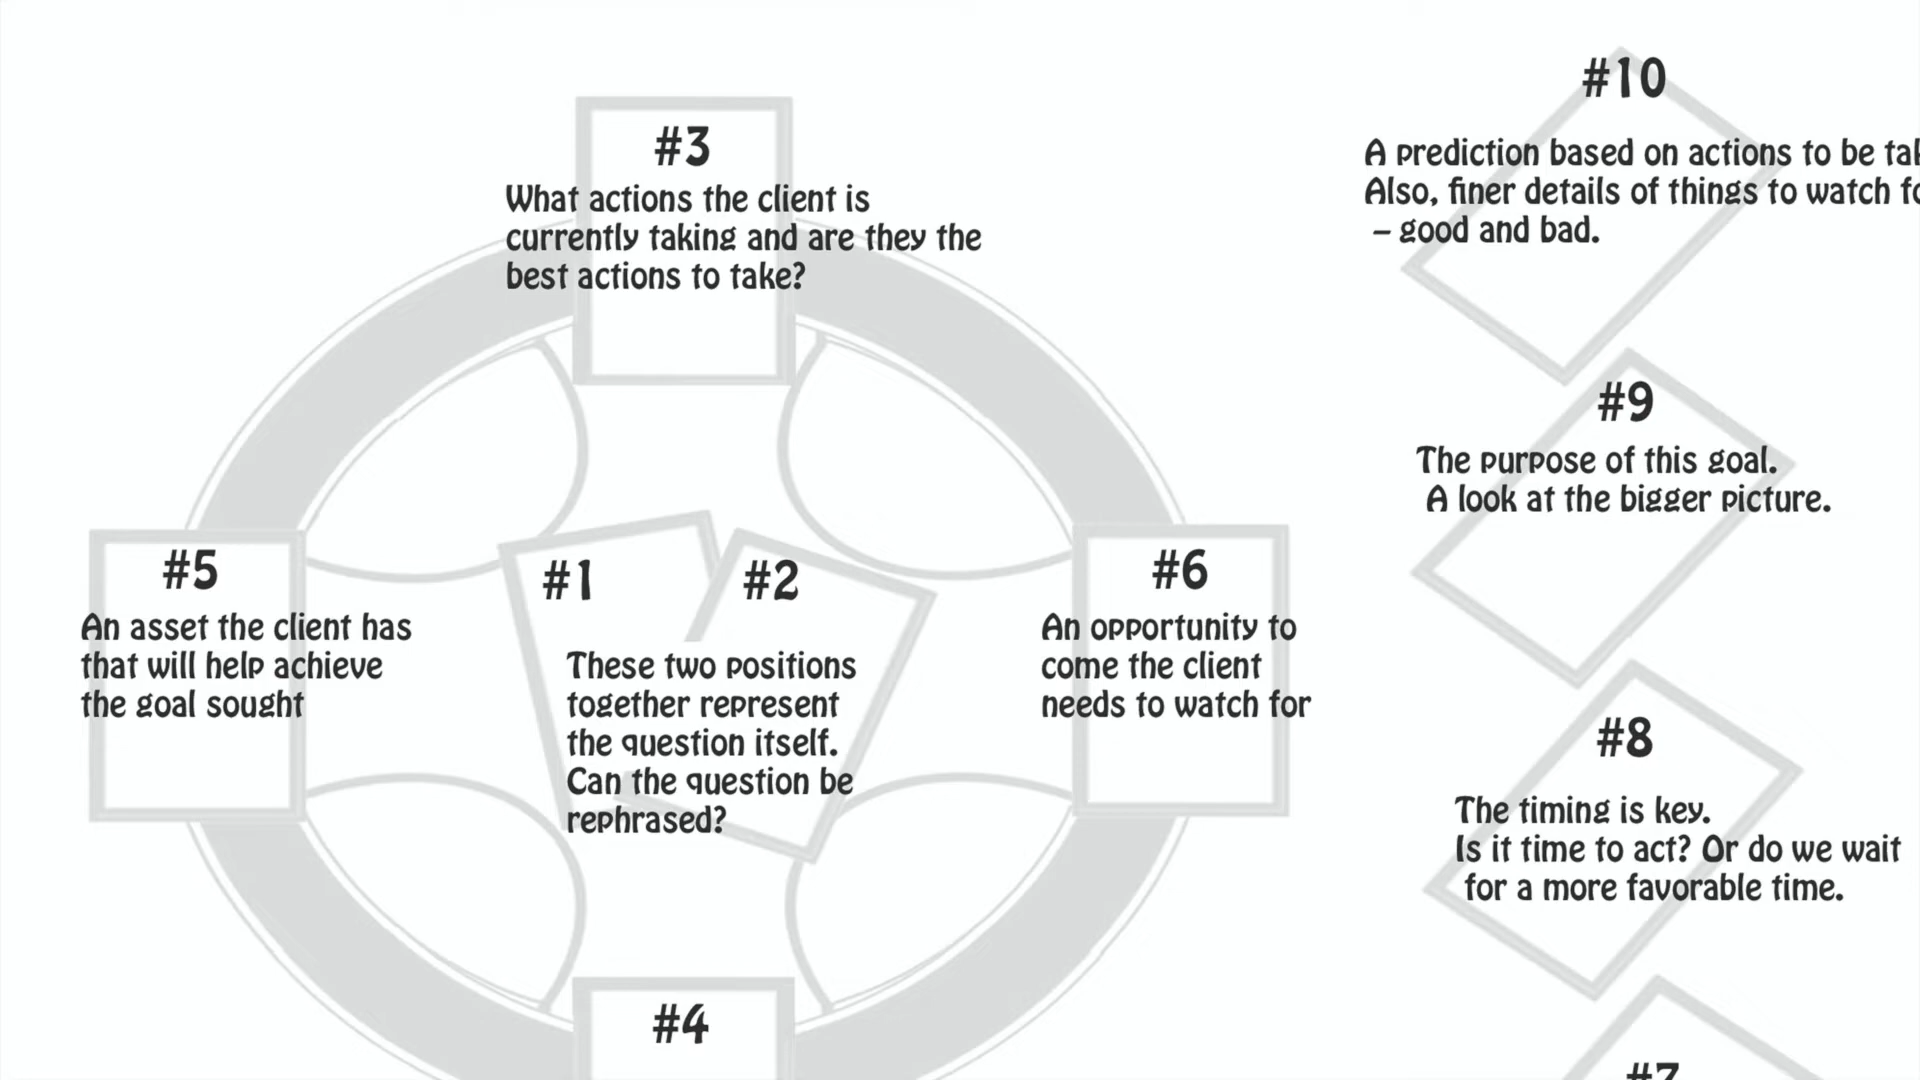 #3
What actions the client is
currently taking and are they the
best actions to take?
#5
An asset the client has
that will help achieve
the goal sought
#1
#2
These two positions
together represent
the question itself.
Can the question be
rephrased?
#6
An opportunity to
come the client
needs to watch for
#4
#10
A prediction based on actions to be
Also, finer details of things to watch
– good and bad.
#9
The purpose of this goal.
A look at the bigger picture.
#8
The timing is key.
Is it time to act? Or do we wait
for a more favorable time.
#7